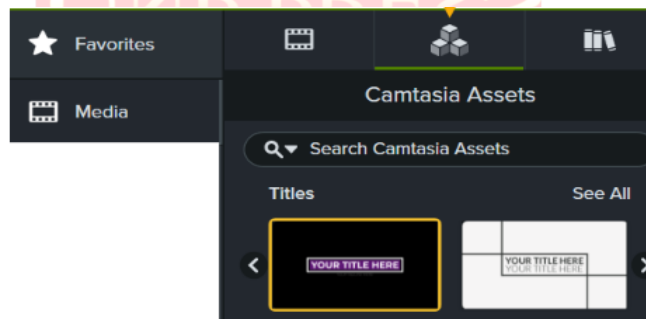 Favorites
Media
Camtasia Assets
Search Camtasia Assets
Titles See All
YOUR TITLE HERE
YOUR TITLE HERE
YOUR TITLE HERE